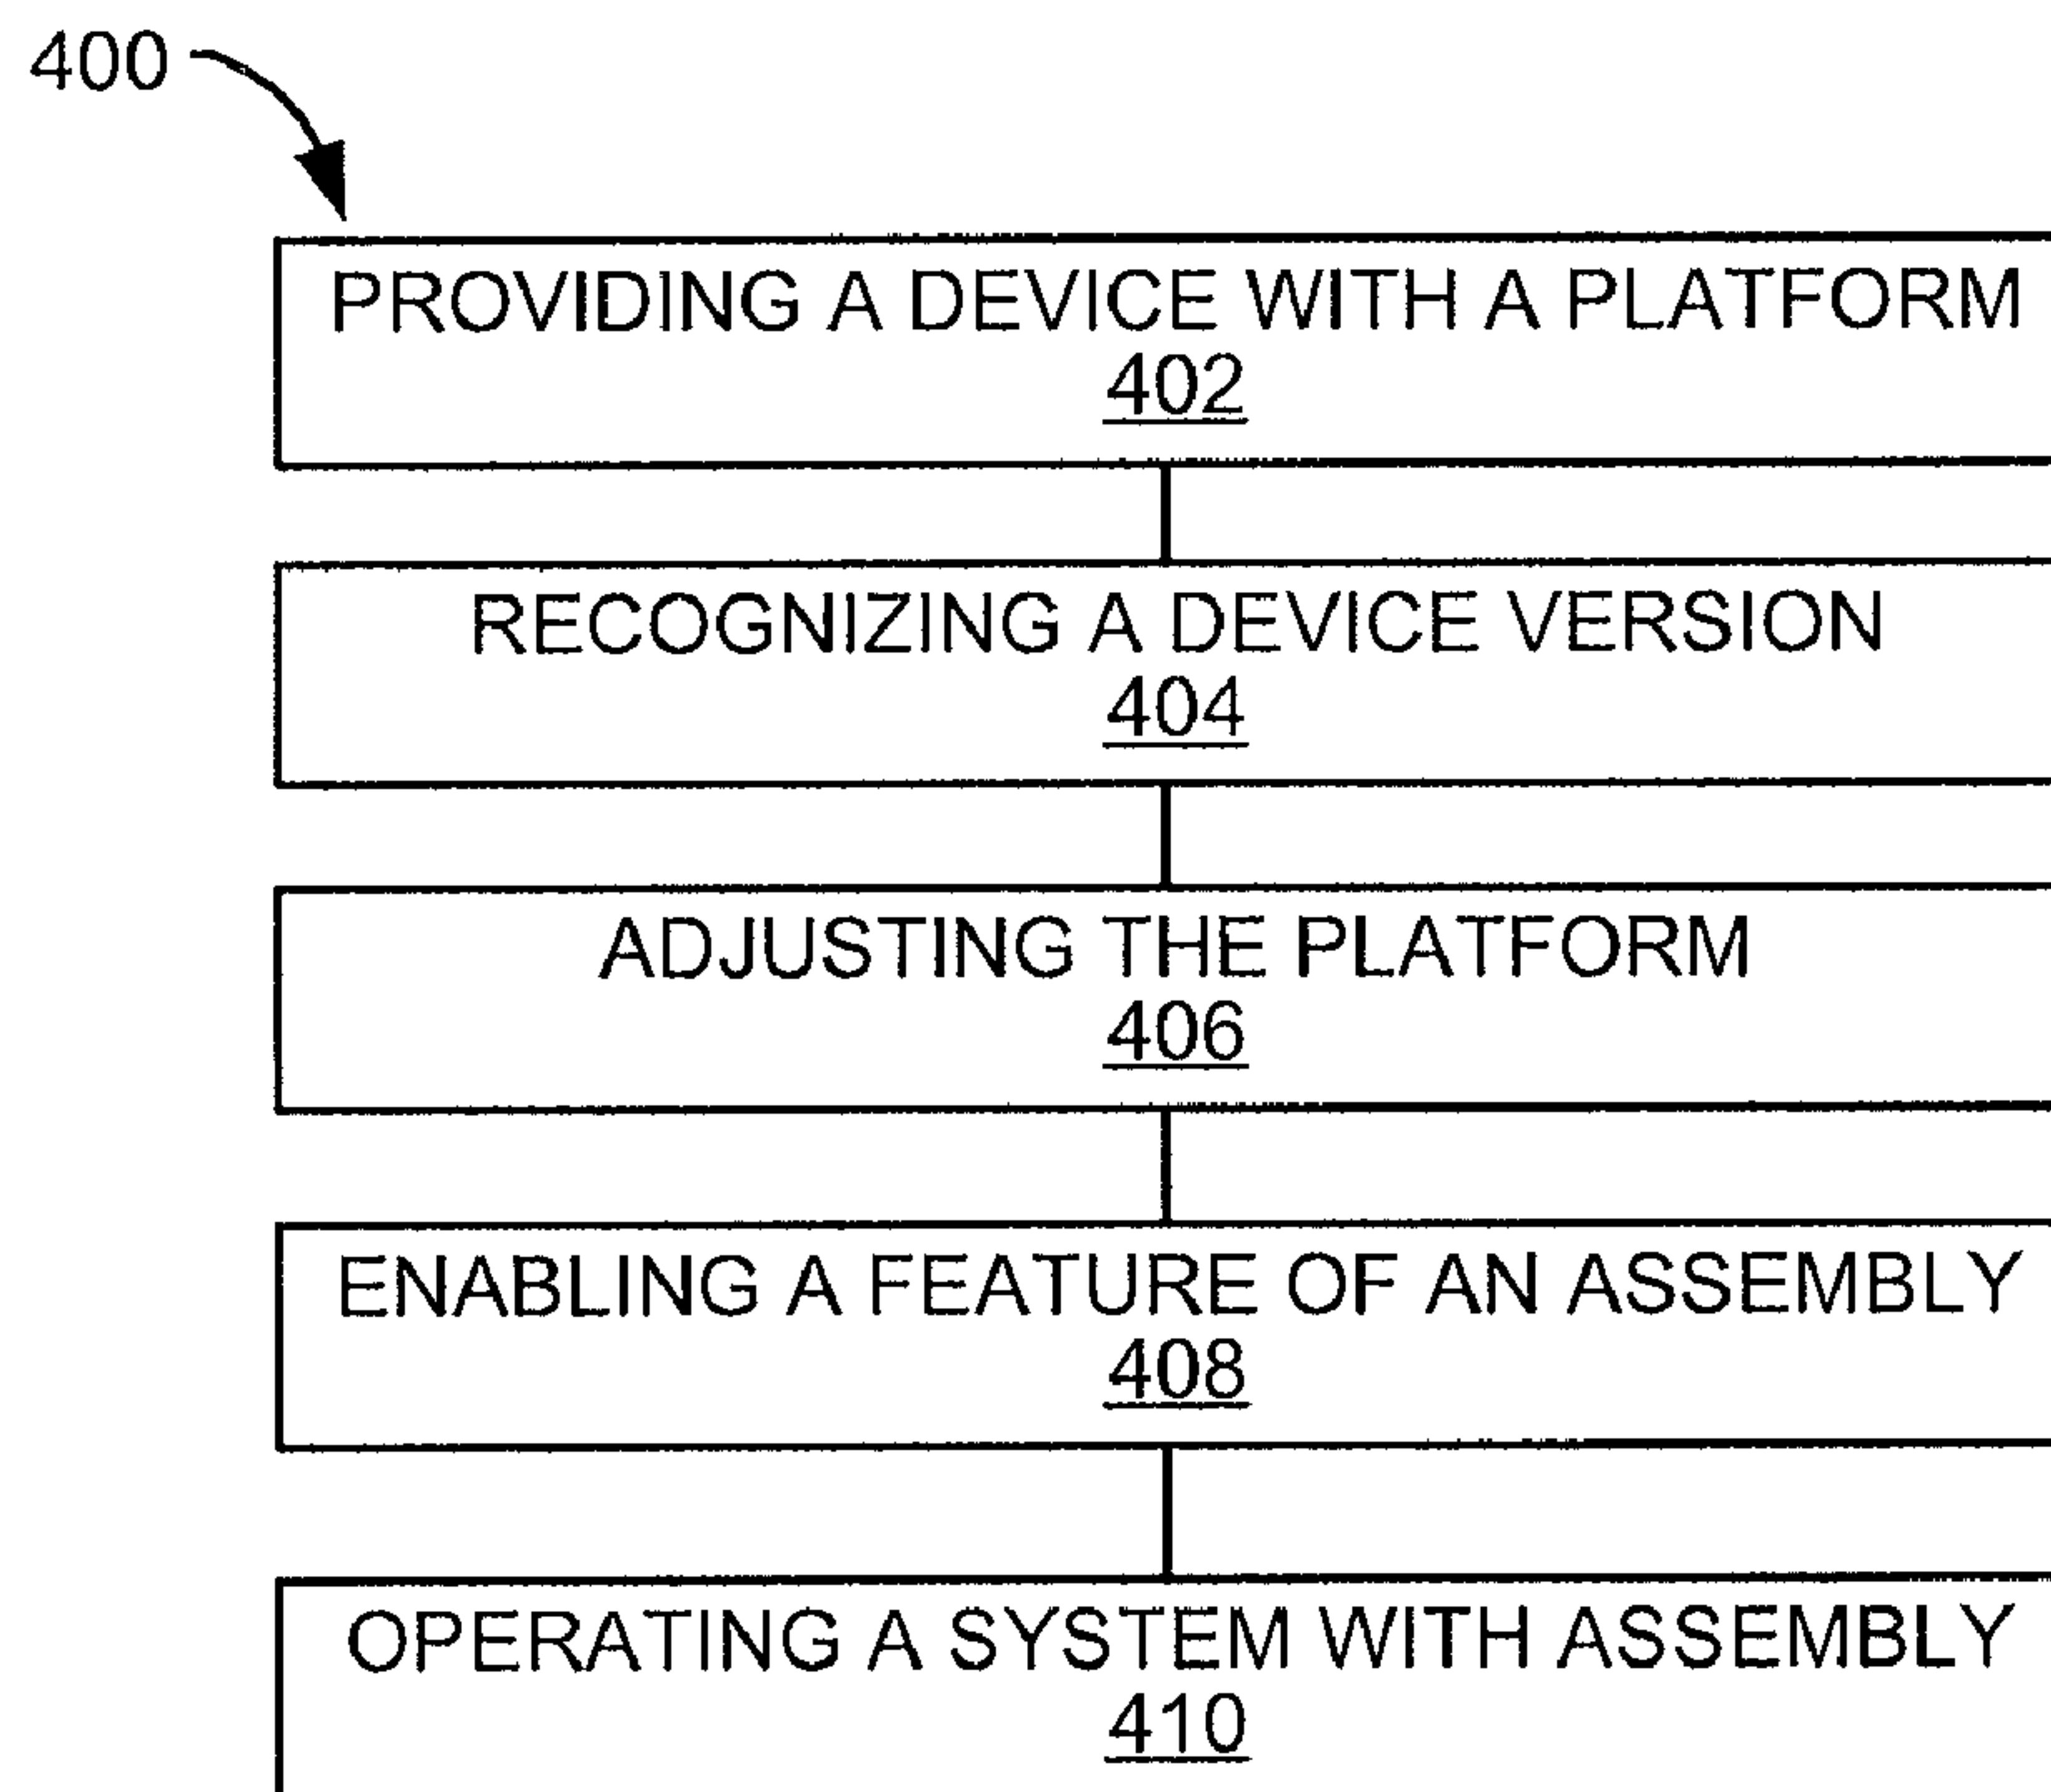 400
PROVIDING A DEVICE WITH A PLATFORM
402
RECOGNIZING A DEVICE VERSION
404
ADJUSTING THE PLATFORM
406
ENABLING A FEATURE OF AN ASSEMBLY
408
OPERATING A SYSTEM WITH ASSEMBLY
410